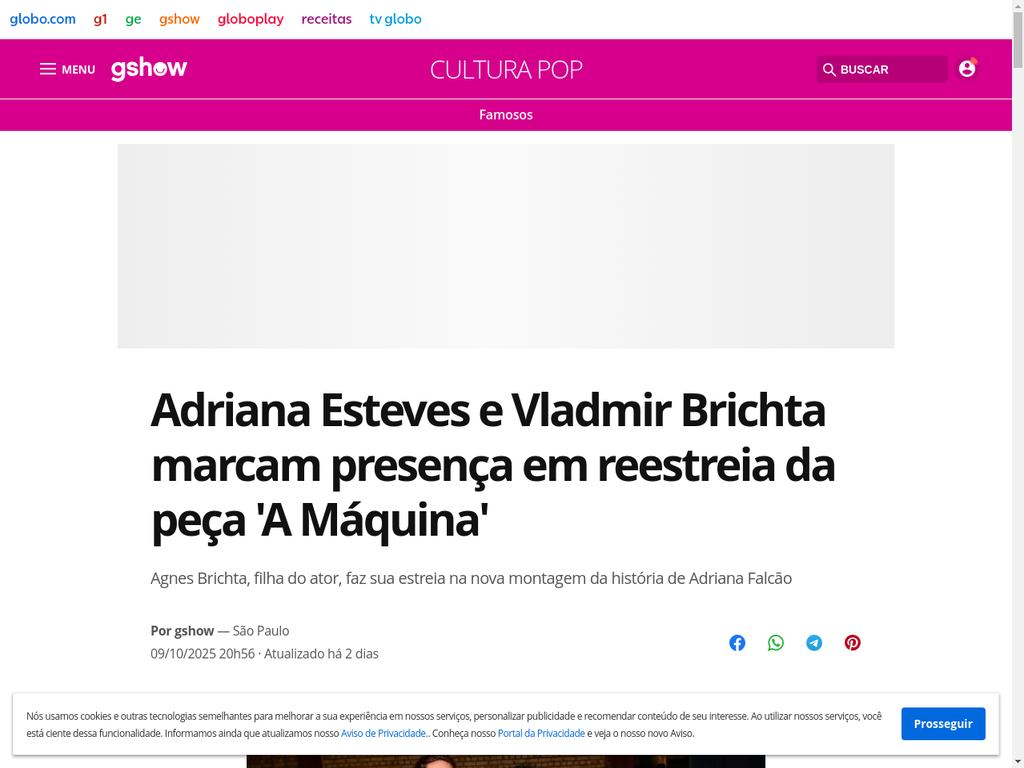 globo.com g1 ge gshow globoplay receitas tv globo
MENU gshow CULTURA POP BUSCAR
Famosos
Adriana Esteves e Vladmir Brichta
marcam presença em reestreia da
peça 'A Máquina'
Agnes Brichta, filha do ator, faz sua estreia na nova montagem da história de Adriana Falcão
Por gshow — São Paulo
09/10/2025 20h56 · Atualizado há 2 dias
Nós usamos cookies e outras tecnologias semelhantes para melhorar a sua experiência em nossos serviços, personalizar publicidade e recomendar conteúdo de seu interesse. Ao utilizar nossos serviços, você
está ciente dessa funcionalidade. Informamos ainda que atualizamos nosso Aviso de Privacidade.. Conheça nosso Portal da Privacidade e veja o nosso novo Aviso.
Prosseguir